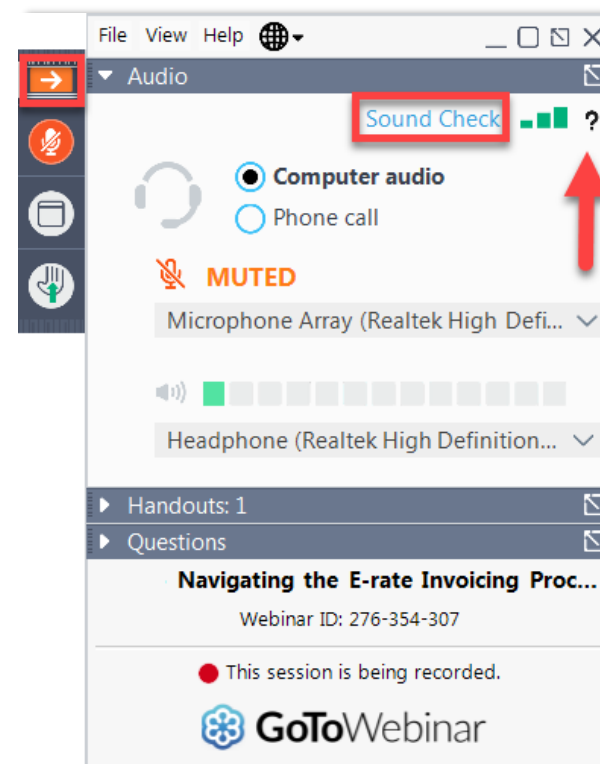 File View Help
Audio
Sound Check ?
Computer audio
Phone call
MUTED
Microphone Array (Realtek High Defi...
Headphone (Realtek High Definition...
Handouts: 1
Questions
Navigating the E-rate Invoicing Proc...
Webinar ID: 276-354-307
This session is being recorded.
GoToWebinar